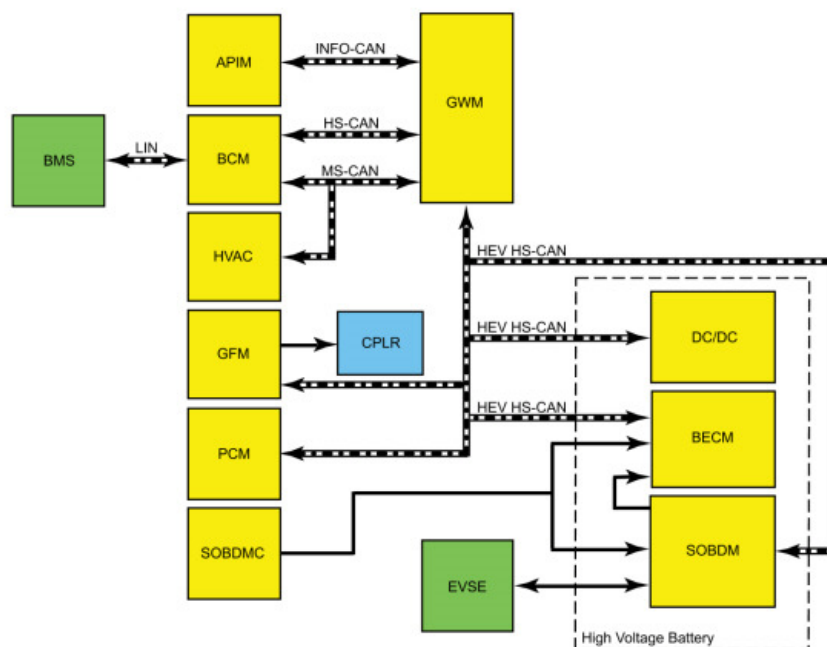 APIM
INFO-CAN
GWM
BMS
LIN
BCM
HS-CAN
MS-CAN
HVAC
HEV HS-CAN
GFM
CPLR
HEV HS-CAN
DC/DC
PCM
HEV HS-CAN
BECM
SOBDMC
EVSE
SOBDM
High Voltage Battery